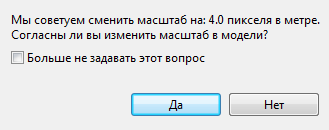 Мы советуем сменить масштаб на: 4.0 пикселя в метре.
Согласны ли вы изменить масштаб в модели?
Больше не задавать этот вопрос
Да
Нет